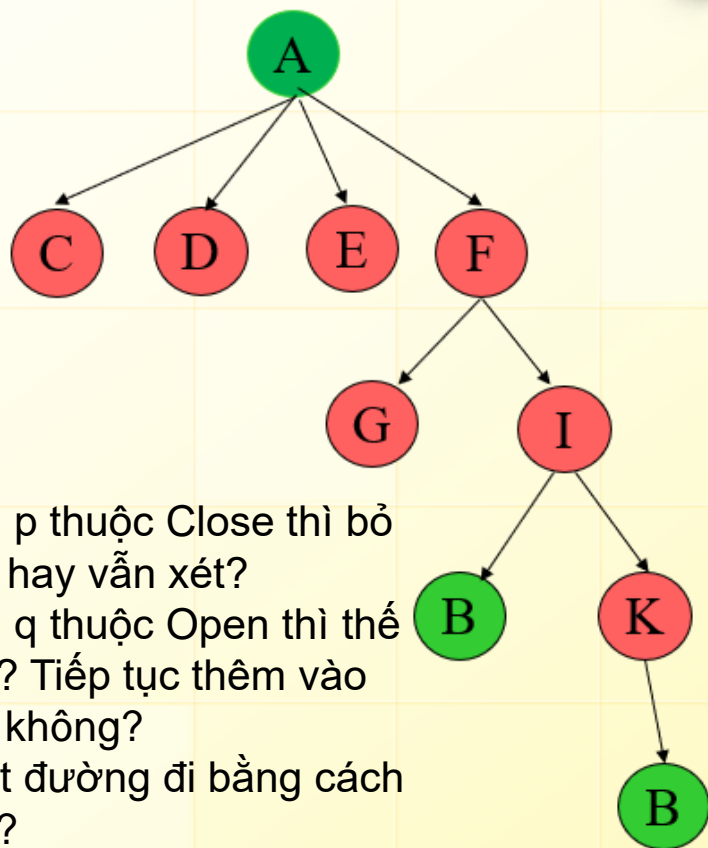 A
C D E F
G I
p thuộc Close thì bỏ
hay vẫn xét?
q thuộc Open thì thế
? Tiếp tục thêm vào
không?
t đường đi bằng cách
?
B K
B